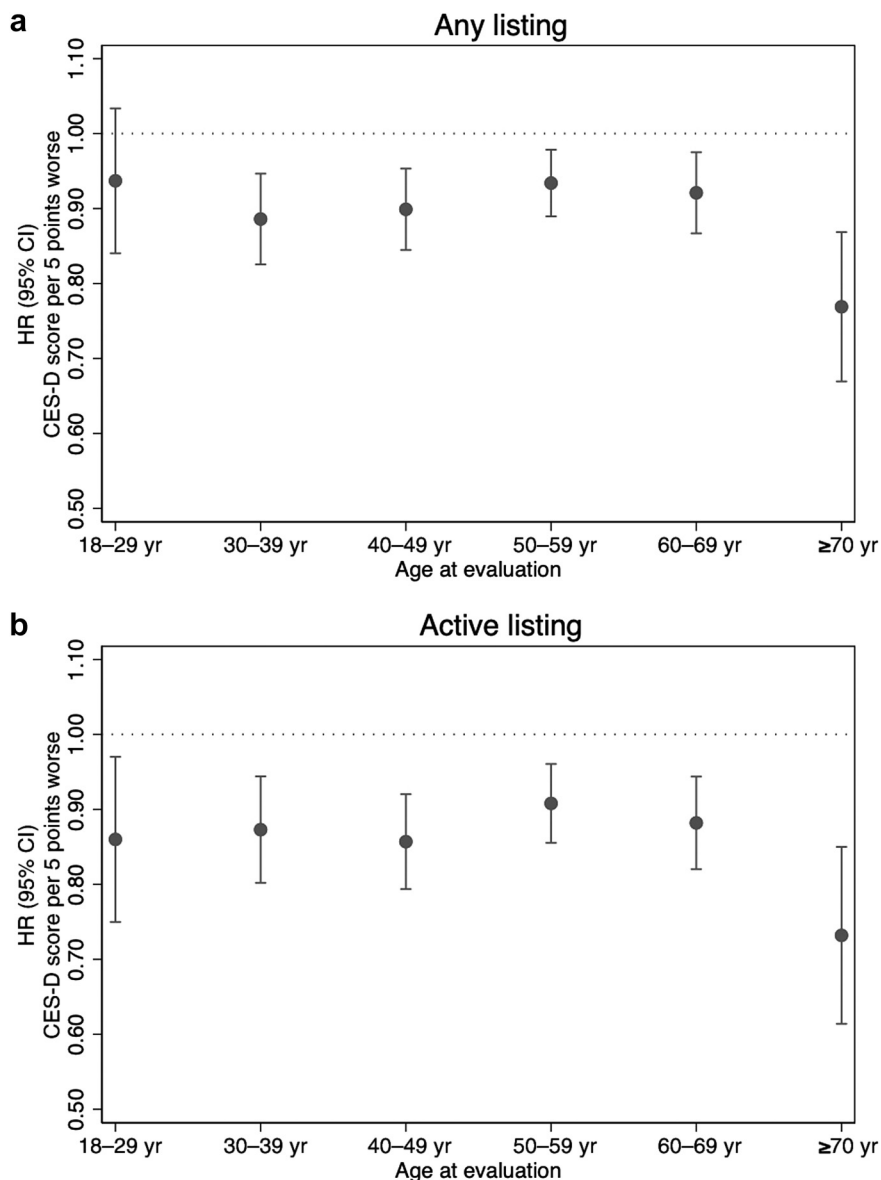 a
Any listing
HR (95% CI)
CES-D score per 5 points worse
1.10
1.00
0.90
0.80
0.70
0.60
0.50
18–29 yr 30–39 yr 40–49 yr 50–59 yr 60–69 yr ≥70 yr
Age at evaluation
b
Active listing
HR (95% CI)
CES-D score per 5 points worse
1.10
1.00
0.90
0.80
0.70
0.60
0.50
18–29 yr 30–39 yr 40–49 yr 50–59 yr 60–69 yr ≥70 yr
Age at evaluation